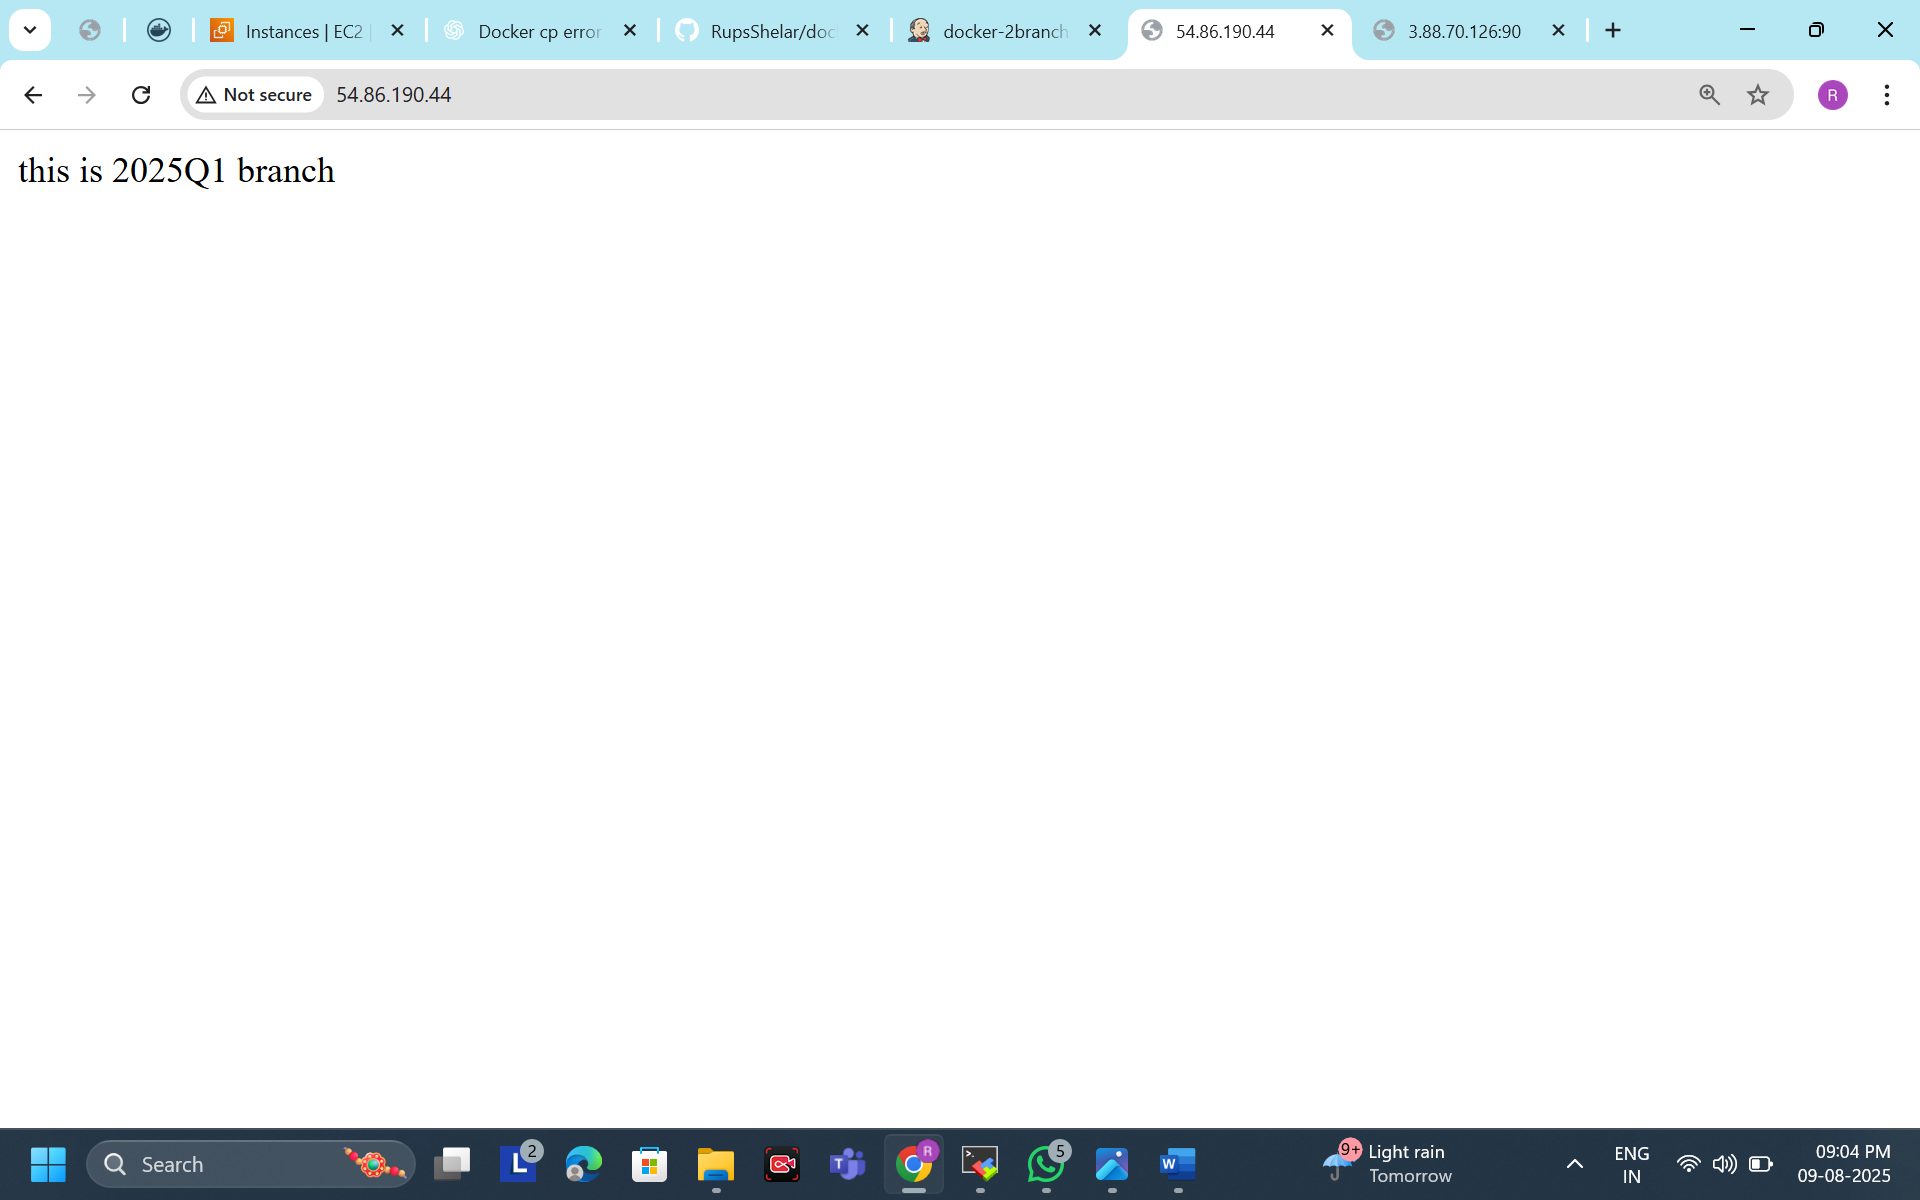 Instances | EC2
Docker cp error
RupsShelar/doc
docker-2branch
54.86.190.44
3.88.70.126:90
Not secure
54.86.190.44
R
this is 2025Q1 branch
Search
L
2
T
R
5
W
9+
Light rain
Tomorrow
ENG
IN
09:04 PM
09-08-2025